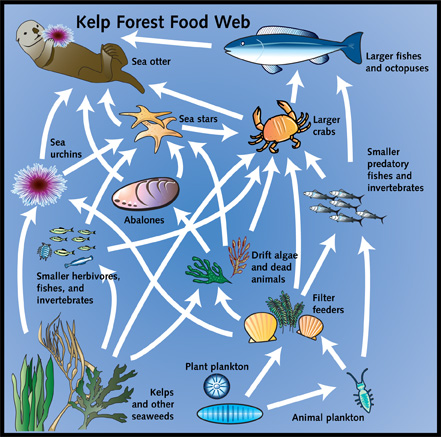 Kelp Forest Food Web
Sea otter
Larger fishes
and octopuses
Sea stars
Larger
crabs
Sea
urchins
Smaller
predatory
fishes and
invertebrates
Abalones
Smaller herbivores,
fishes, and
invertebrates
Drift algae
and dead
animals
Filter
feeders
Plant plankton
Kelps
and other
seaweeds
Animal plankton